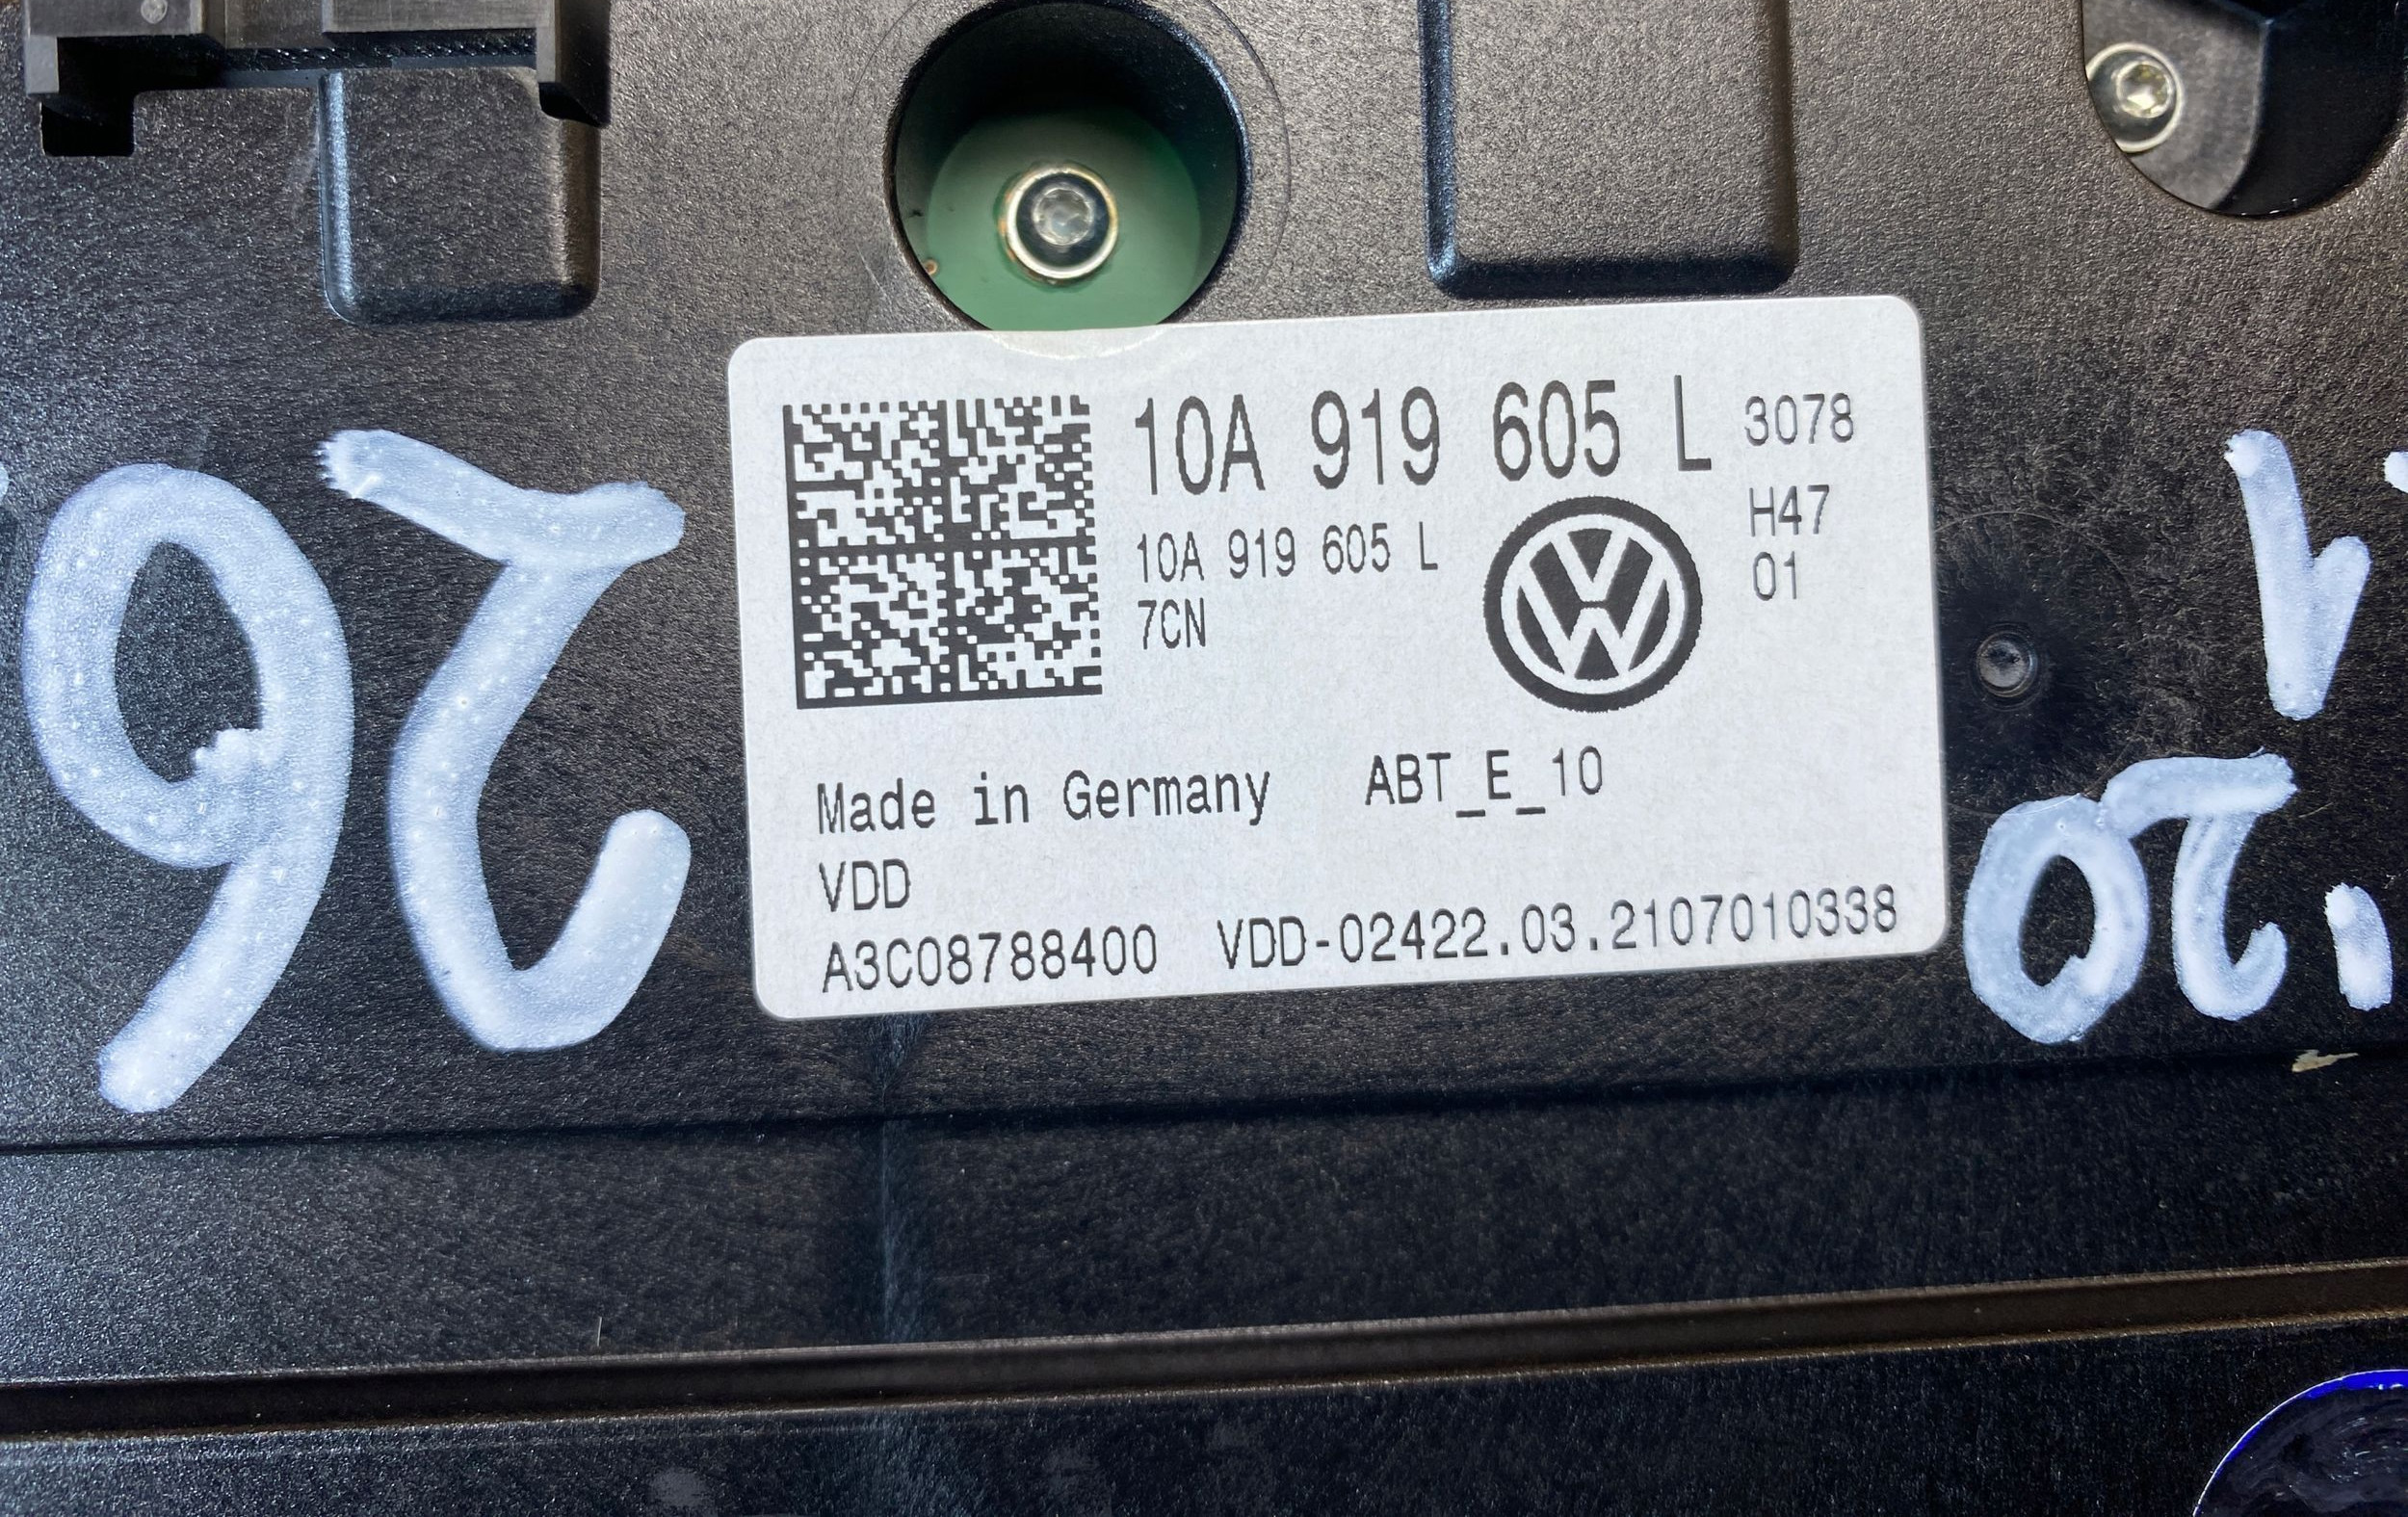 10A 919 605 L 3078
10A 919 605 L
H47
7CN
01
Made in Germany ABT_E_10
VDD
A3C08788400 VDD-02422.03.2107010338